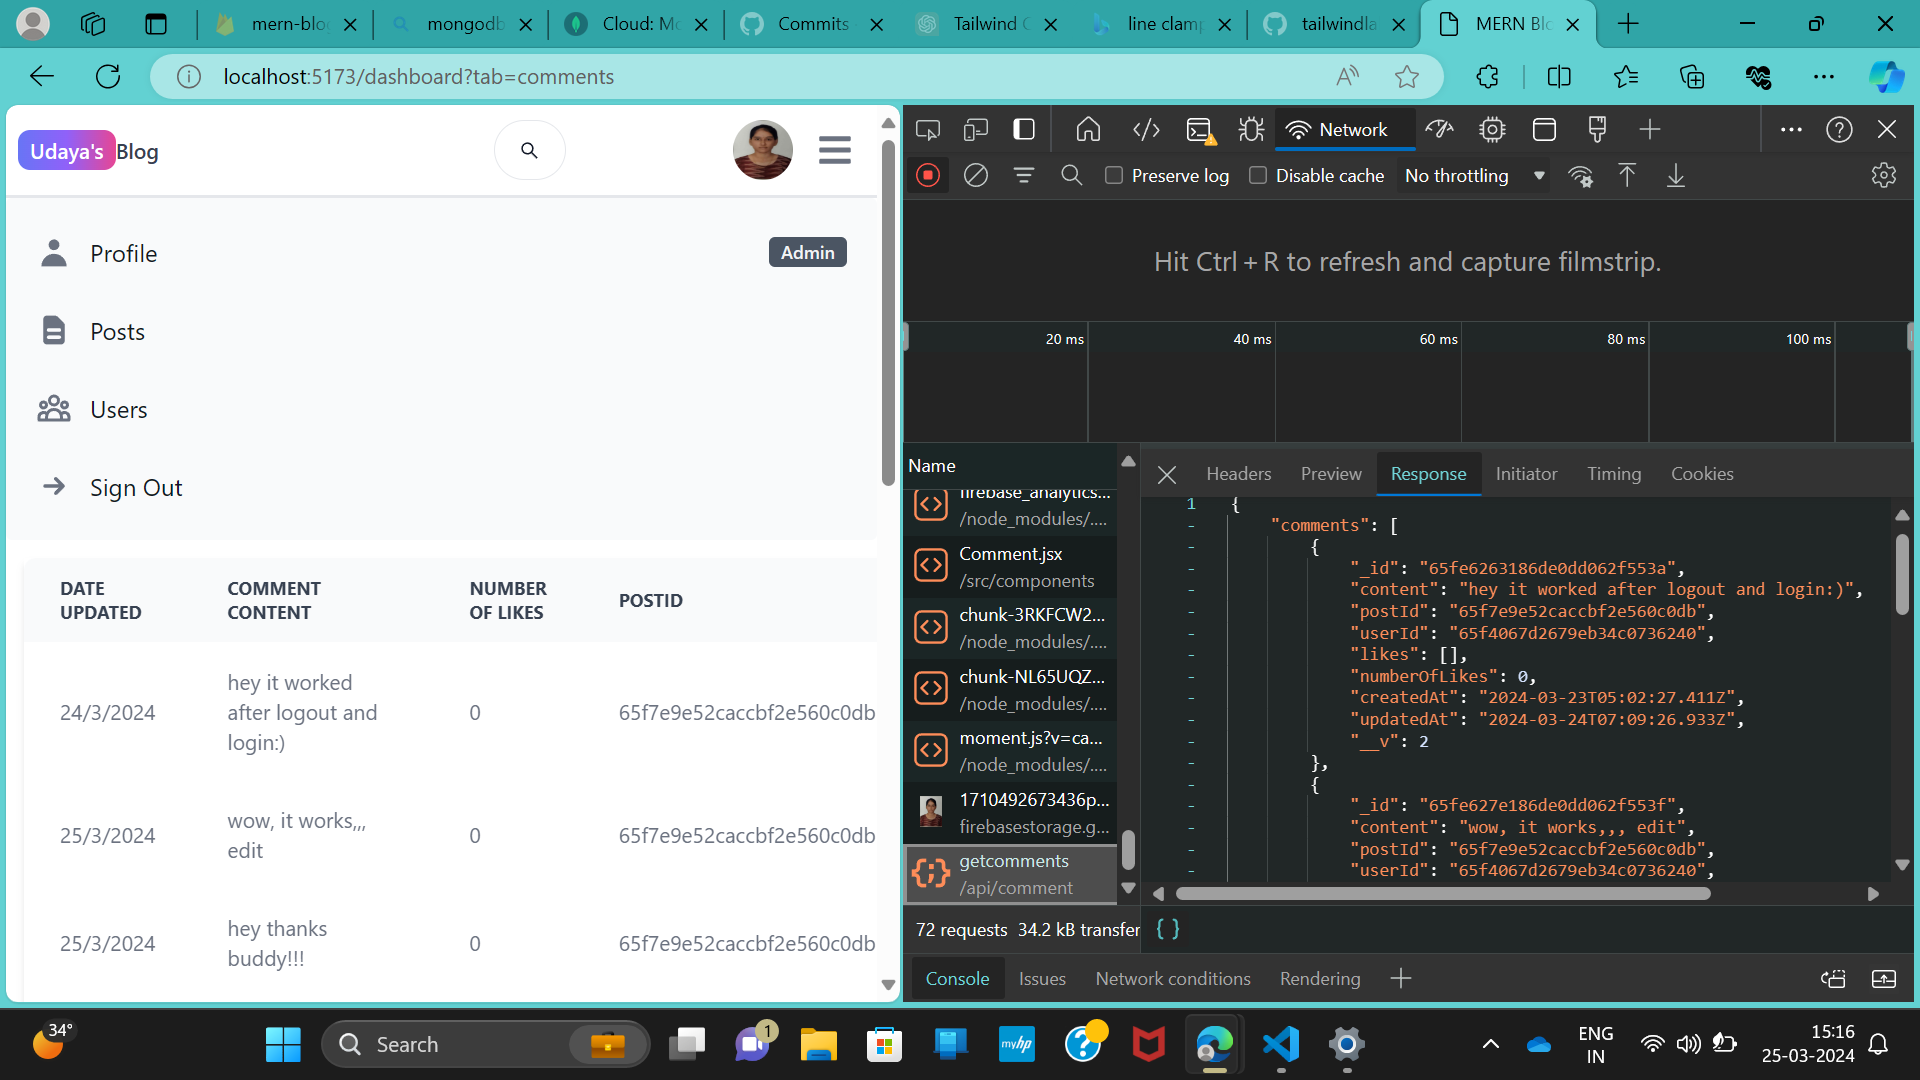 mern-blo
mongodb
Cloud: Mo
Commits
Tailwind C
line clamp
tailwindla
MERN Blo
localhost:5173/dashboard?tab=comments
Udaya's Blog
Profile
Admin
Posts
Users
Sign Out
DATE UPDATED
COMMENT CONTENT
NUMBER OF LIKES
POSTID
24/3/2024
hey it worked
after logout and
login:)
0
65f7e9e52caccbf2e560c0db
25/3/2024
wow, it works,,,
edit
0
65f7e9e52caccbf2e560c0db
25/3/2024
hey thanks
buddy!!!
0
65f7e9e52caccbf2e560c0db
Network
Preserve log
Disable cache
No throttling
Hit Ctrl + R to refresh and capture filmstrip.
20 ms
40 ms
60 ms
80 ms
100 ms
Name
firebase_analytics...
/node_modules/....
Comment.jsx
/src/components
chunk-3RKFCW2...
/node_modules/....
chunk-NL65UQZ...
/node_modules/....
moment.js?v=ca...
/node_modules/....
1710492673436p...
firebasestorage.g...
getcomments
/api/comment
72 requests 34.2 kB transfer
Headers
Preview
Response
Initiator
Timing
Cookies
1 {
- "comments": [
- {
- "_id": "65fe6263186de0dd062f553a",
- "content": "hey it worked after logout and login:)",
- "postId": "65f7e9e52caccbf2e560c0db",
- "userId": "65f4067d2679eb34c0736240",
- "likes": [],
- "numberOfLikes": 0,
- "createdAt": "2024-03-23T05:02:27.411Z",
- "updatedAt": "2024-03-24T07:09:26.933Z",
- "__v": 2
- },
- {
- "_id": "65fe627e186de0dd062f553f",
- "content": "wow, it works,,, edit",
- "postId": "65f7e9e52caccbf2e560c0db",
- "userId": "65f4067d2679eb34c0736240",
{ }
Console
Issues
Network conditions
Rendering
34°
Search
1
myhp
ENG
IN
15:16
25-03-2024